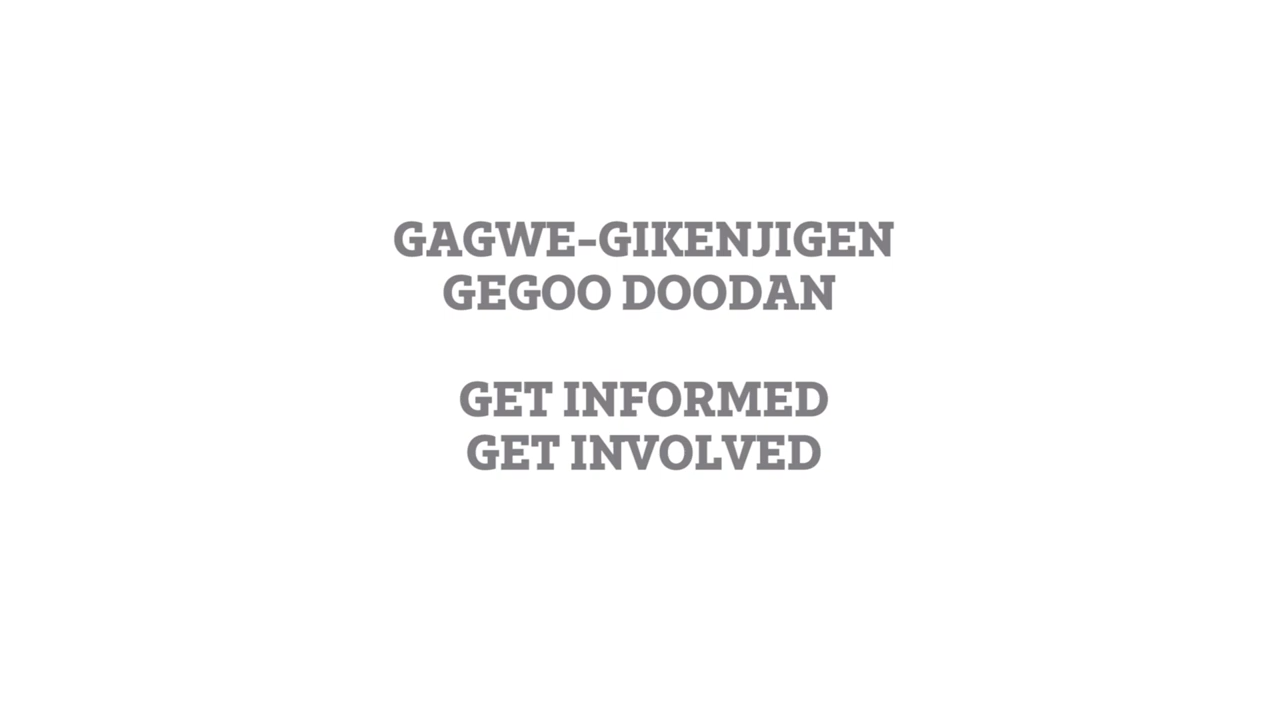 GAGWE-GIKENJIGEN
GEGOO DOODAN
GET INFORMED
GET INVOLVED